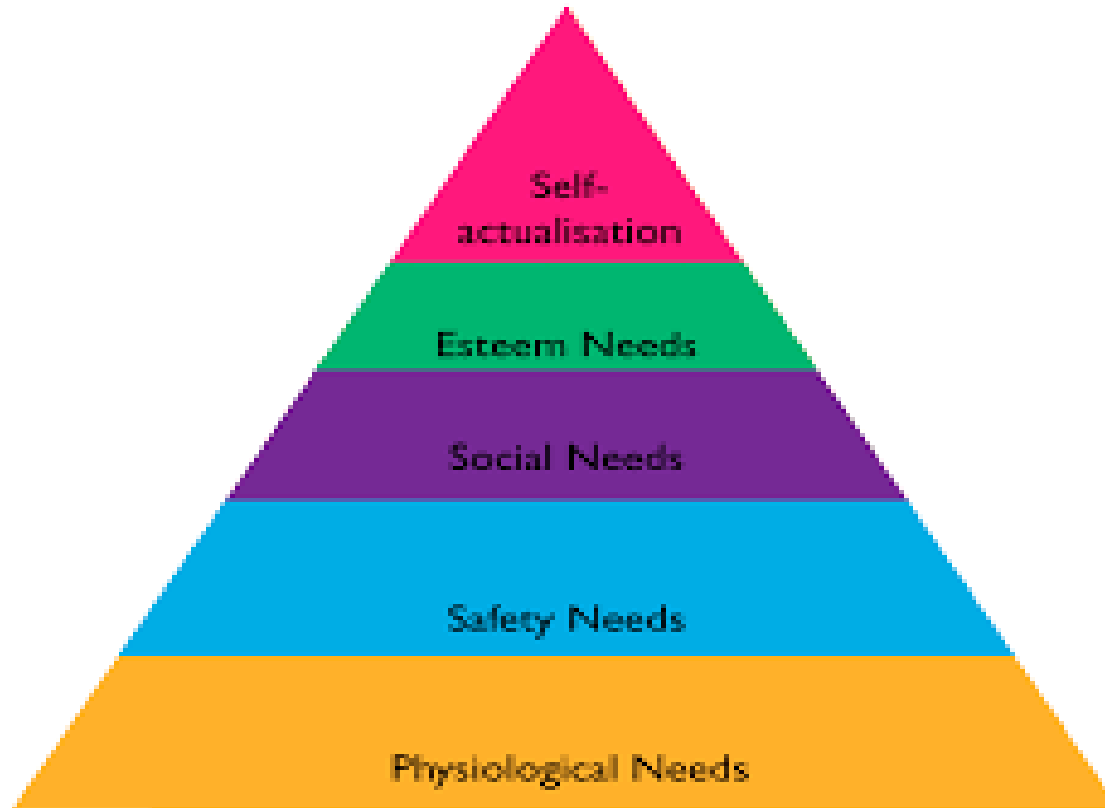 Self-
actualisation
Esteem Needs
Social Needs
Safety Needs
Physiological Needs